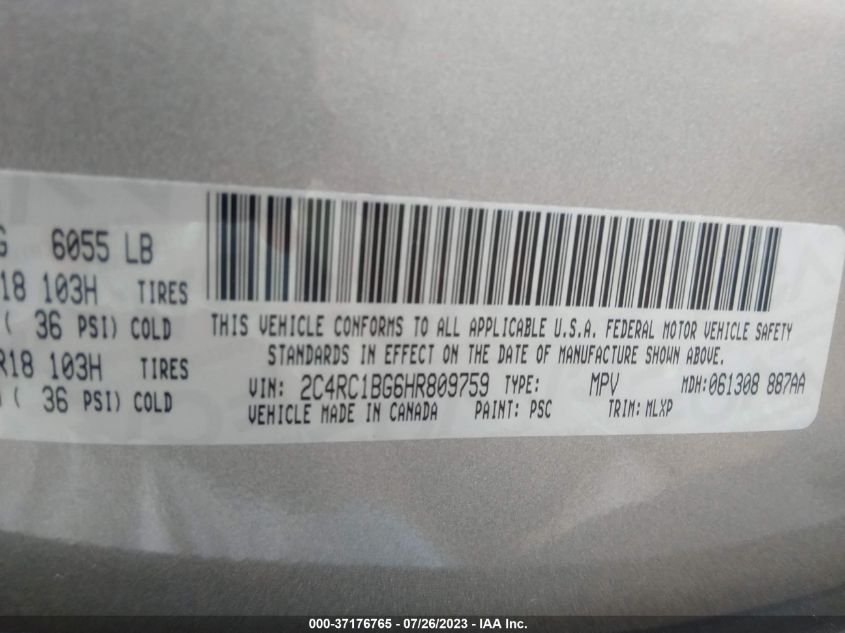 G 6055 LB
18 103H TIRES
( 36 PSI) COLD
R18 103H TIRES
( 36 PSI) COLD
THIS VEHICLE CONFORMS TO ALL APPLICABLE U.S.A. FEDERAL MOTOR VEHICLE SAFETY
STANDARDS IN EFFECT ON THE DATE OF MANUFACTURE SHOWN ABOVE.
VIN: 2C4RC1BG6HR809759 TYPE: MPV MDH:061308 887AA
VEHICLE MADE IN CANADA PAINT: PSC TRIM: MLXP
000-37176765 - 07/26/2023 - IAA Inc.